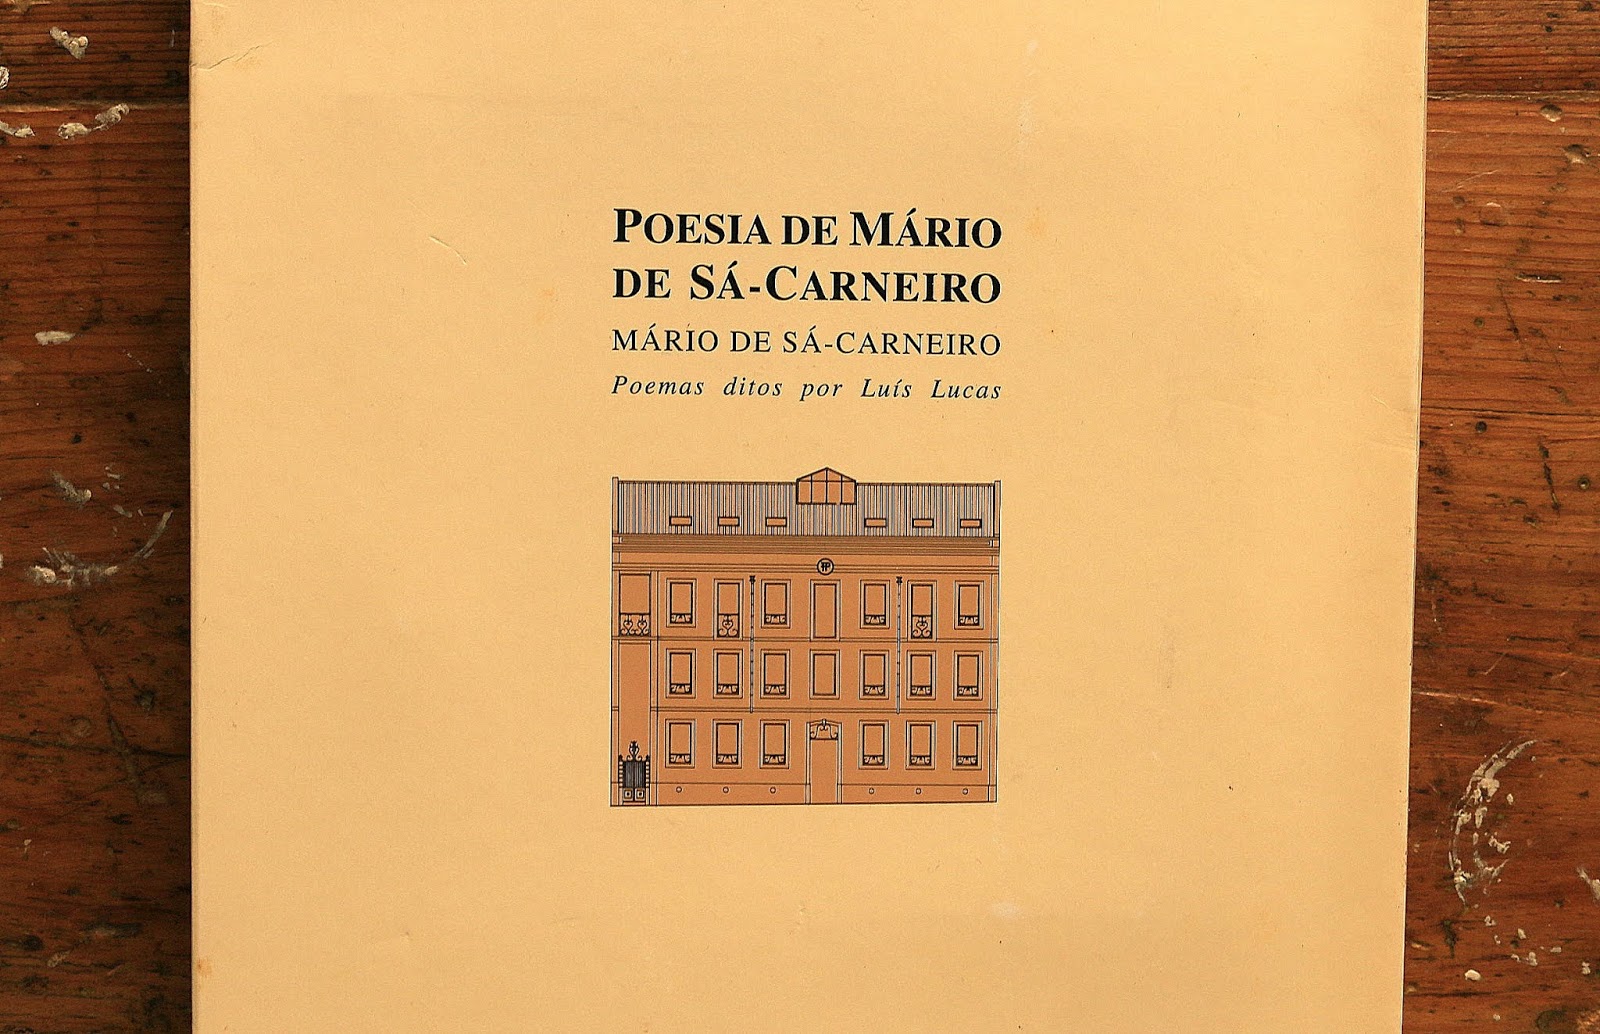 POESIA DE MÁRIO
DE SÁ-CARNEIRO
MÁRIO DE SÁ-CARNEIRO
Poemas ditos por Luís Lucas